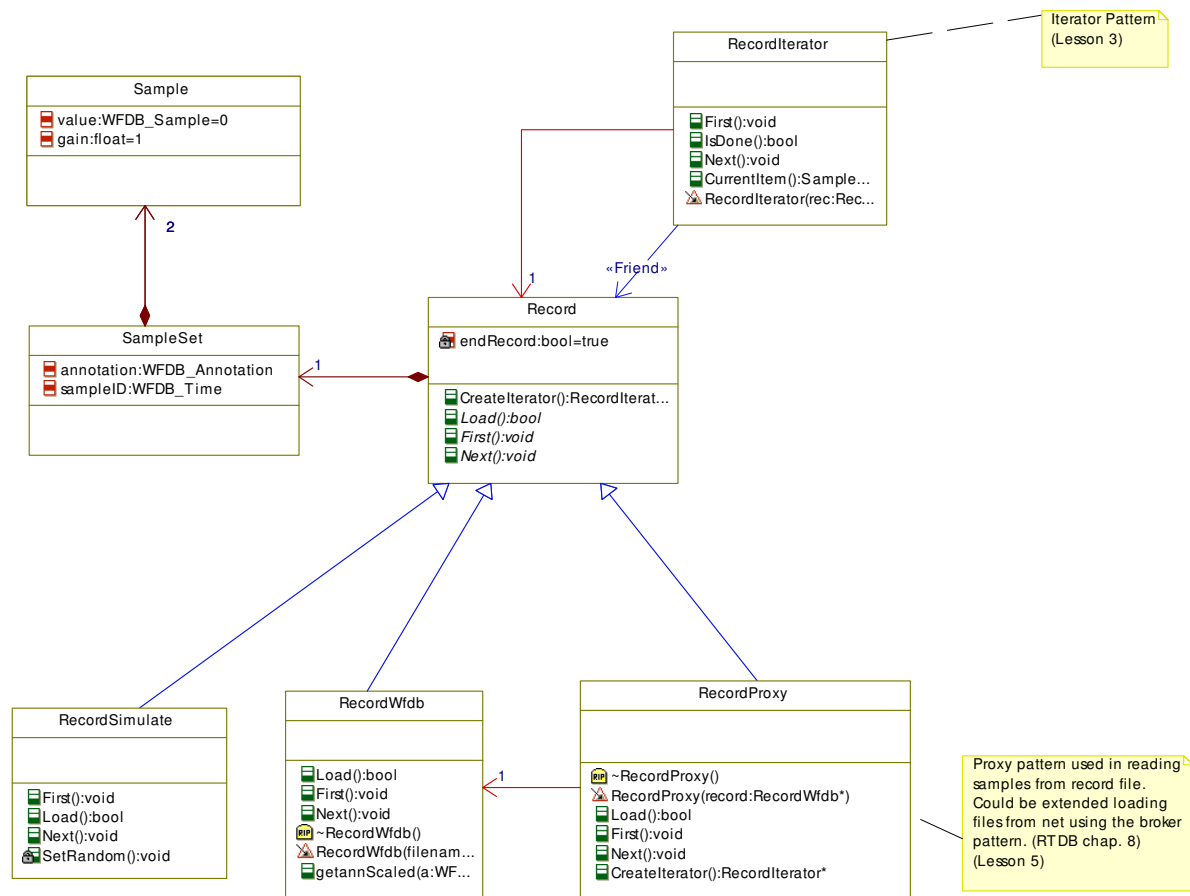 Iterator Pattern
(Lesson 3)
RecordIterator
First():void
IsDone():bool
Next():void
CurrentItem():Sample...
RecordIterator(rec:Rec...
Sample
value:WFDB_Sample=0
gain:float=1
2
«Friend»
1
Record
endRecord:bool=true
CreateIterator():RecordIterat...
Load():bool
First():void
Next():void
SampleSet
annotation:WFDB_Annotation
sampleID:WFDB_Time
1
RecordSimulate
First():void
Load():bool
Next():void
SetRandom():void
RecordWfdb
Load():bool
First():void
Next():void
RIP ~RecordWfdb()
RecordWfdb(filenam...
getannScaled(a:WF...
1
RecordProxy
RIP ~RecordProxy()
RecordProxy(record:RecordWfdb*)
Load():bool
First():void
Next():void
CreateIterator():RecordIterator*
Proxy pattern used in reading
samples from record file.
Could be extended loading
files from net using the broker
pattern. (RTDB chap. 8)
(Lesson 5)